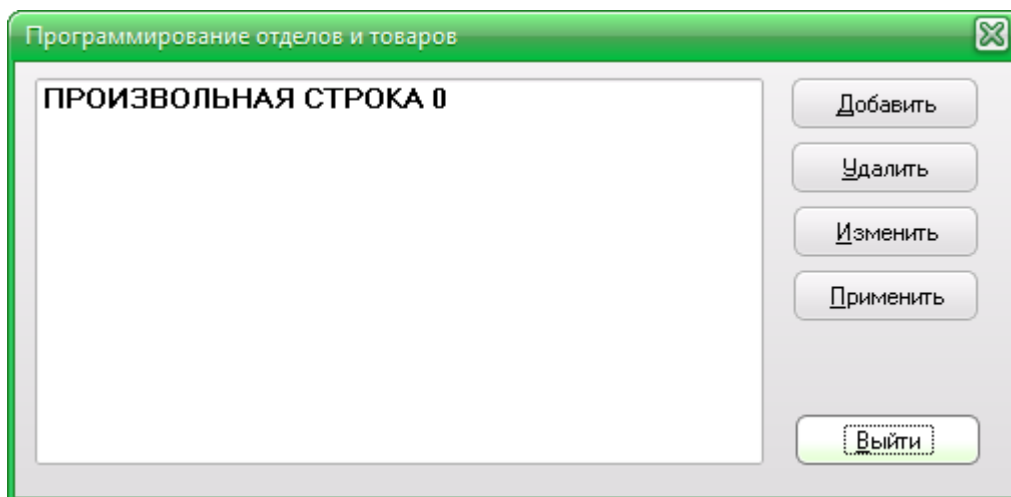 Программирование отделов и товаров
ПРОИЗВОЛЬНАЯ СТРОКА 0
Добавить
Удалить
Изменить
Применить
Выйти